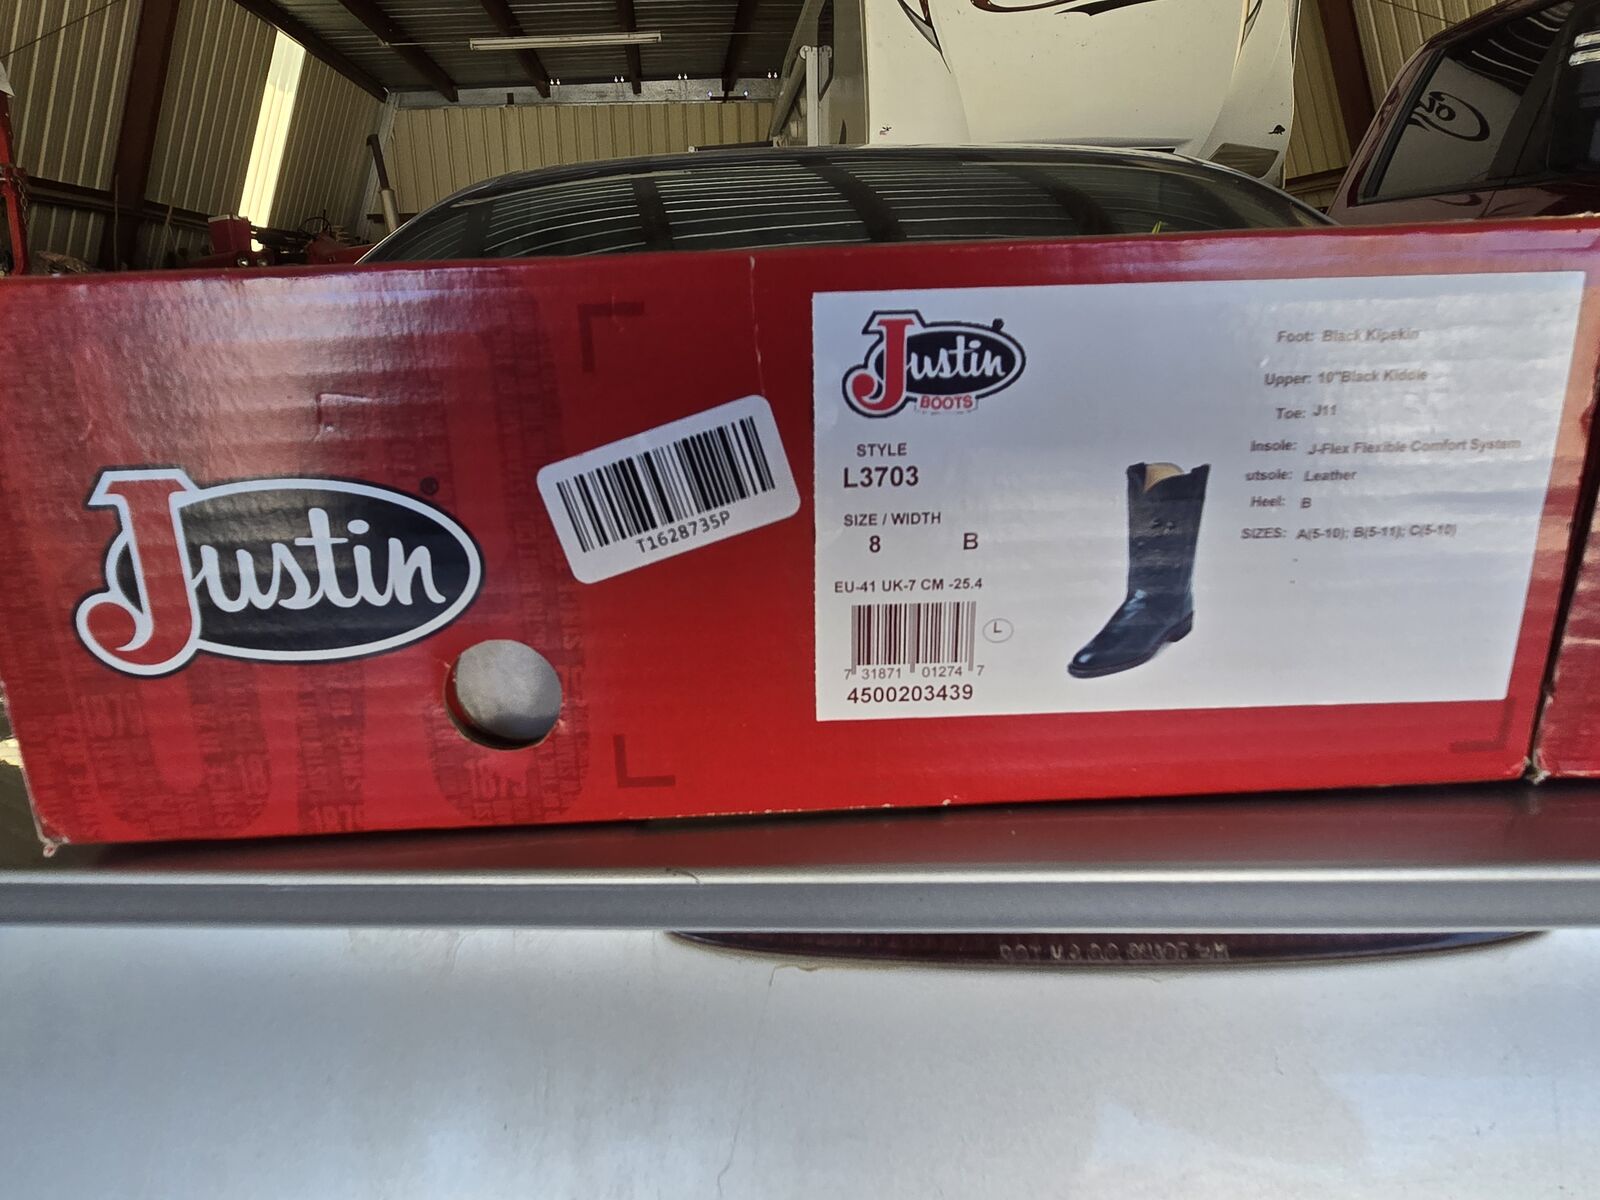 Justin
®
T1628735P
Justin
BOOTS
STYLE
L3703
SIZE / WIDTH
8 B
EU-41 UK-7 CM -25.4
L
7 31871 01274 7
4500203439
Foot: Black Kipskin
Upper: 10"Black Kiddie
Toe: J11
Insole: J-Flex Flexible Comfort System
utsole: Leather
Heel: B
SIZES: A(5-10); B(5-11); C(5-10)